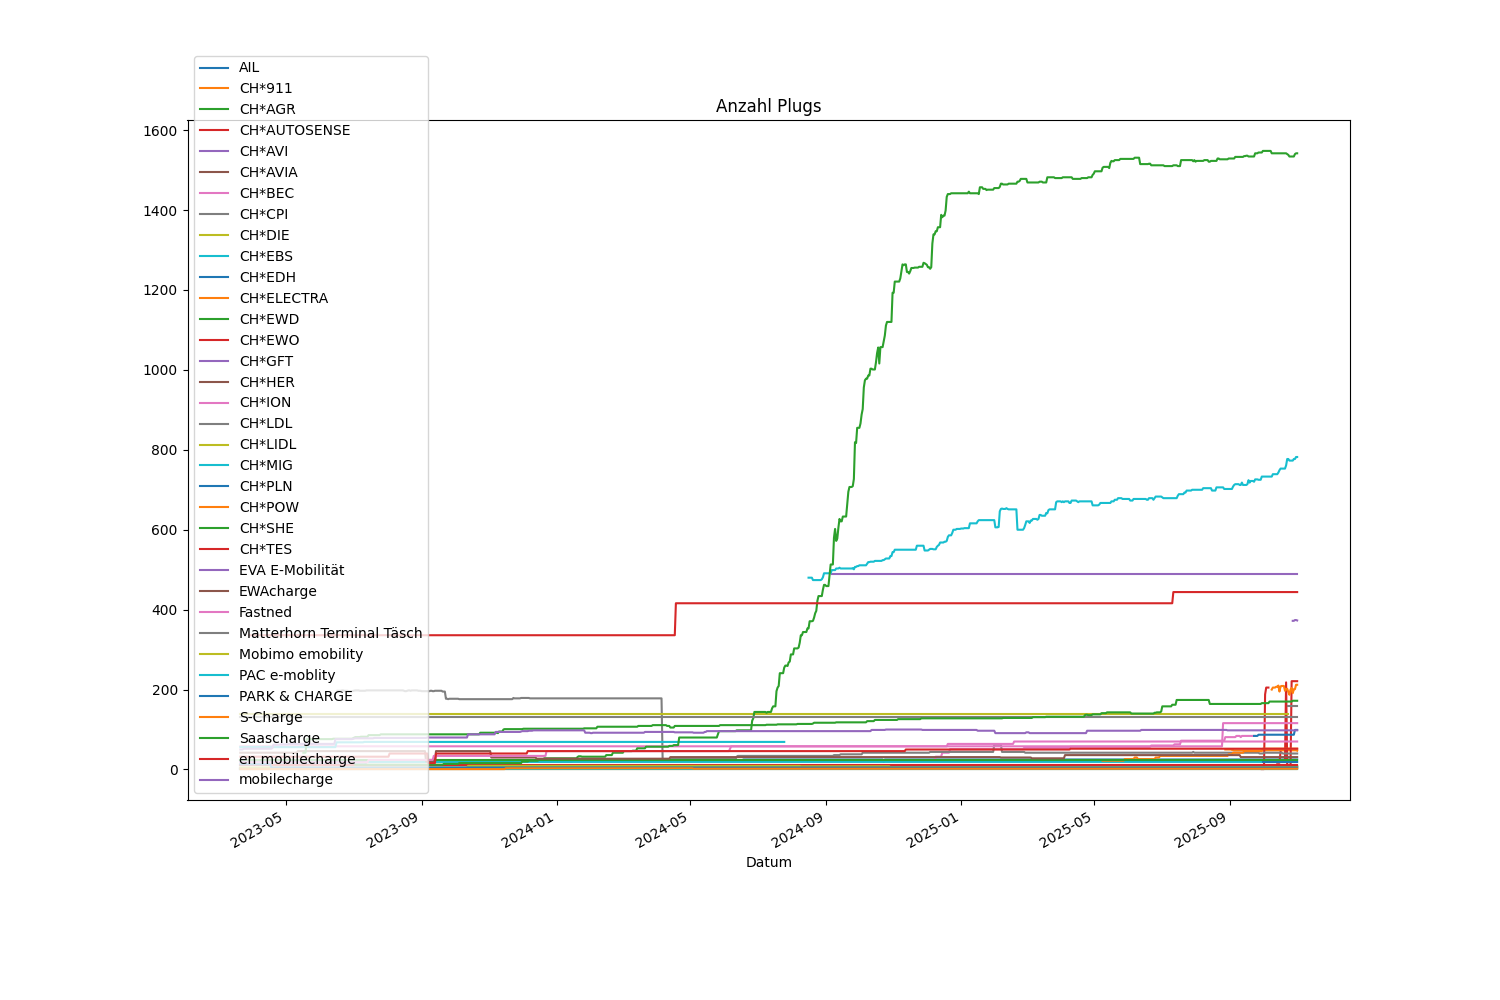 Anzahl Plugs
AIL
CH*911
CH*AGR
CH*AUTOSENSE
CH*AVI
CH*AVIA
CH*BEC
CH*CPI
CH*DIE
CH*EBS
CH*EDH
CH*ELECTRA
CH*EWD
CH*EWO
CH*GFT
CH*HER
CH*ION
CH*LDL
CH*LIDL
CH*MIG
CH*PLN
CH*POW
CH*SHE
CH*TES
EVA E-Mobilität
EWAcharge
Fastned
Matterhorn Terminal Täsch
Mobimo emobility
PAC e-moblity
PARK & CHARGE
S-Charge
Saascharge
en mobilecharge
mobilecharge
1600
1400
1200
1000
800
600
400
200
0
2023-05
2023-09
2024-01
2024-05
2024-09
2025-01
2025-05
2025-09
Datum